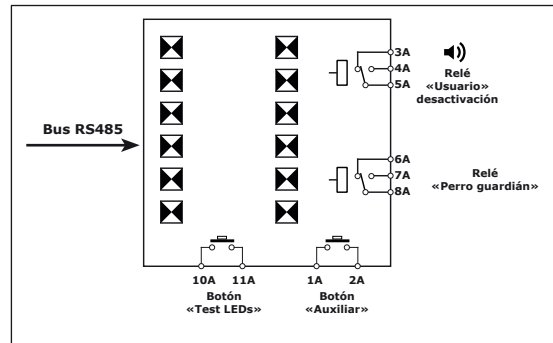 Bus RS485
3A
4A
5A
Relé
«Usuario»
desactivación
6A
7A
8A
Relé
«Perro guardián»
10A 11A
Botón
«Test LEDs»
1A 2A
Botón
«Auxiliar»